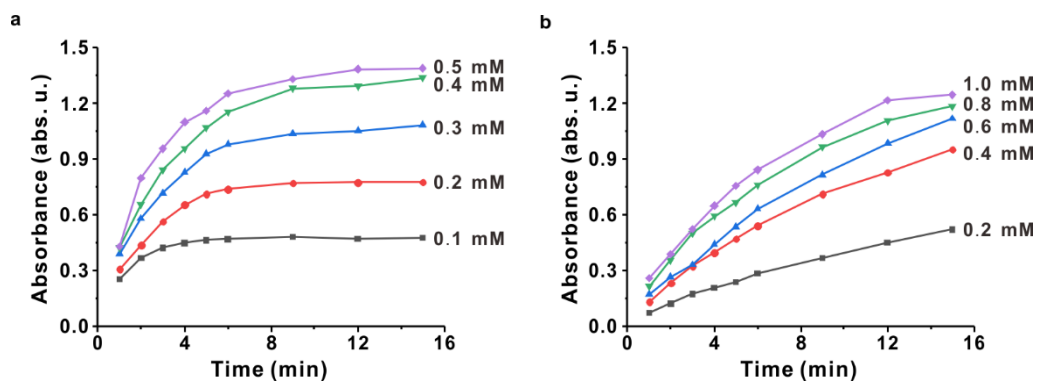 a
Absorbance (abs. u.)
1.5
1.2
0.9
0.6
0.3
0.0
0.5 mM
0.4 mM
0.3 mM
0.2 mM
0.1 mM
0
4
8
12
16
Time (min)
b
Absorbance (abs. u.)
1.5
1.2
0.9
0.6
0.3
0.0
1.0 mM
0.8 mM
0.6 mM
0.4 mM
0.2 mM
0
4
8
12
16
Time (min)